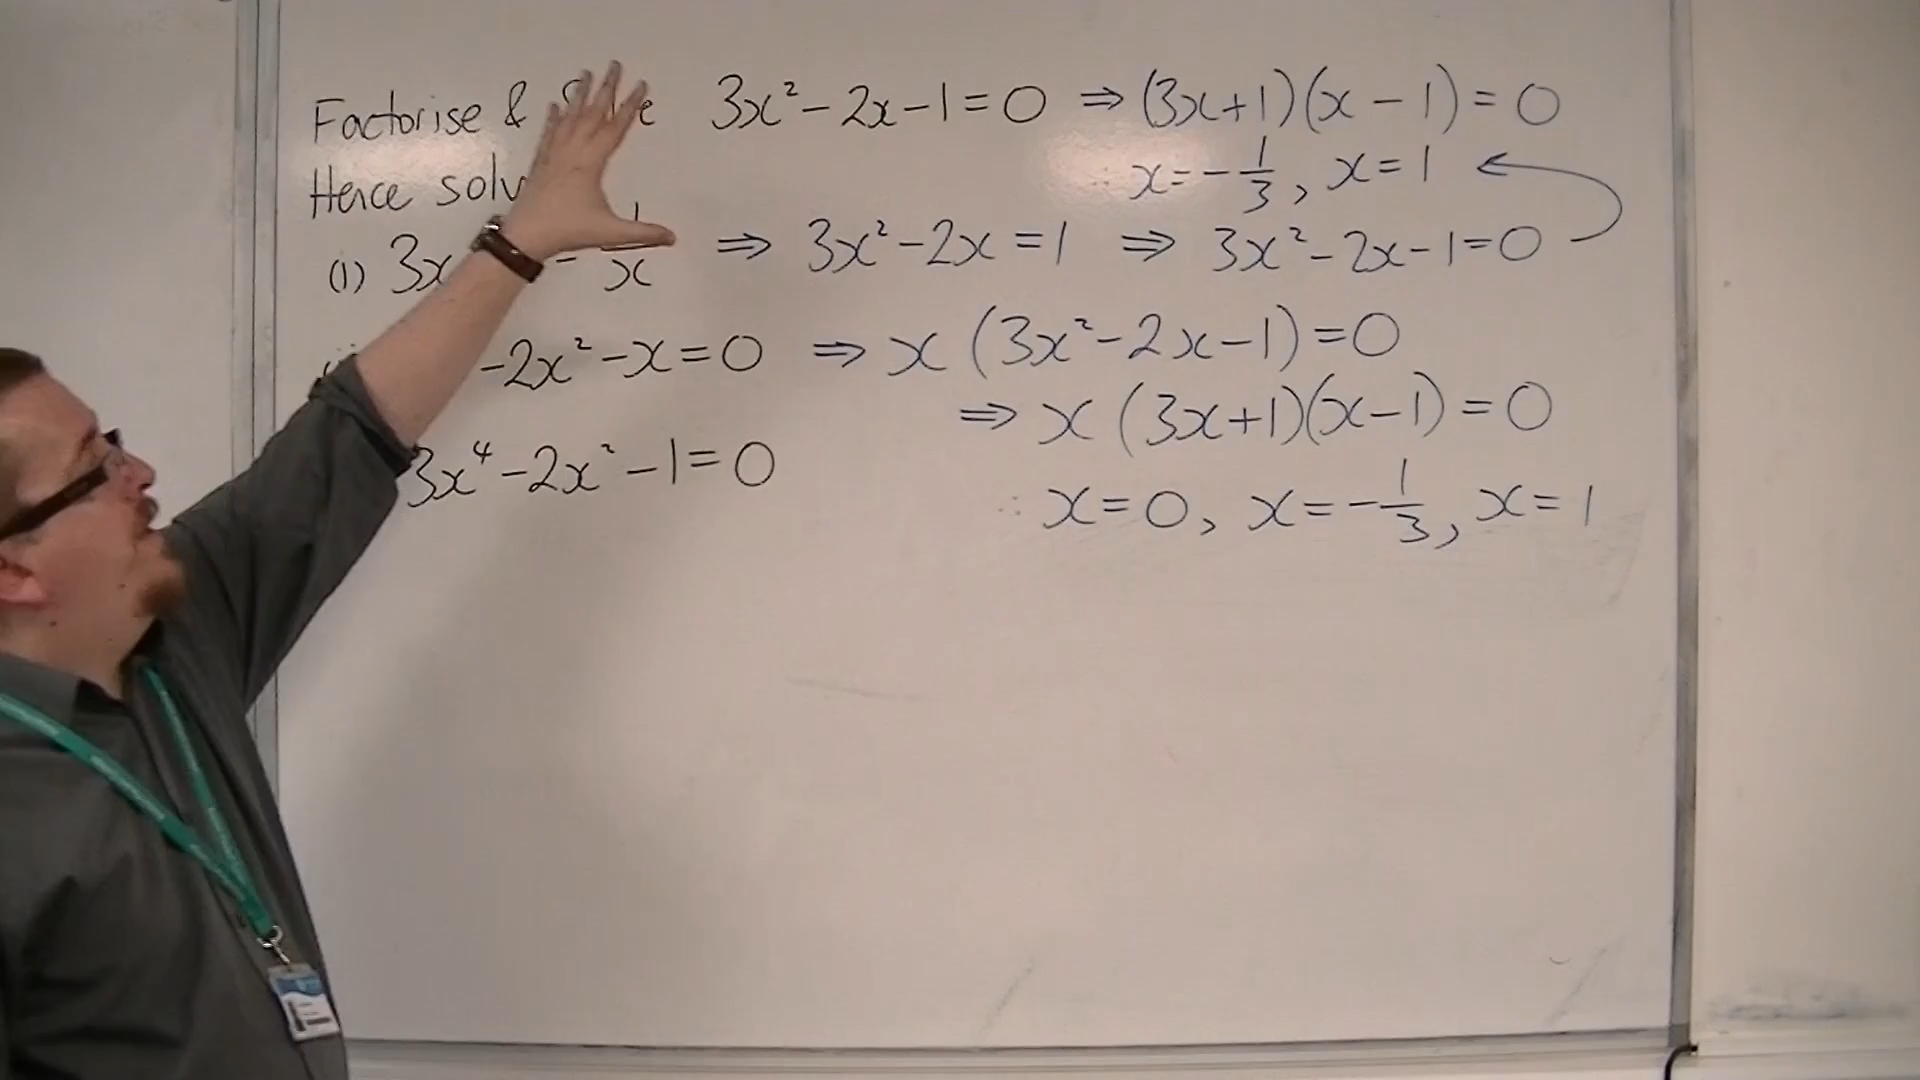 Factorise & Solve 3x² - 2x - 1 = 0 ⇒ (3x+1)(x - 1) = 0
∴ x = -1/3, x = 1
Hence solv
(i) 3x - 1/x ⇒ 3x² - 2x = 1 ⇒ 3x² - 2x - 1 = 0
- 2x² - x = 0 ⇒ x (3x² - 2x - 1) = 0
⇒ x (3x+1)(x-1) = 0
3x⁴ - 2x² - 1 = 0
∴ x = 0, x = -1/3, x = 1